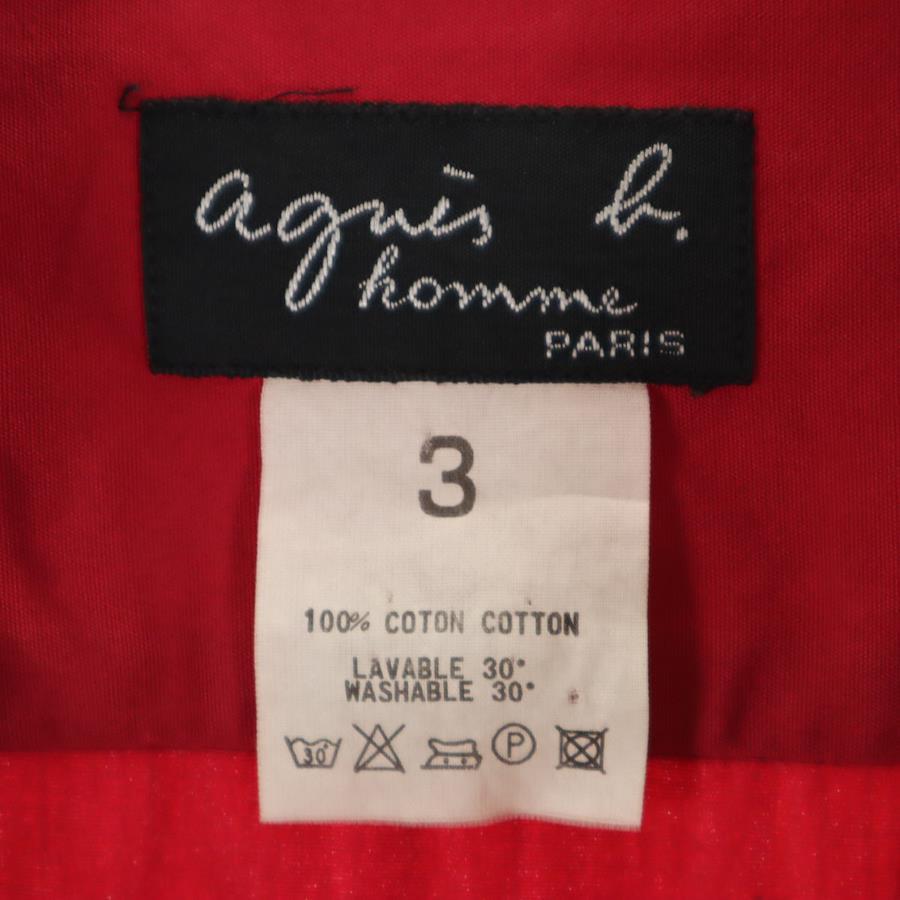 agnès b.
homme
PARIS
3
100% COTON COTTON
LAVABLE 30°
WASHABLE 30°
30°
P